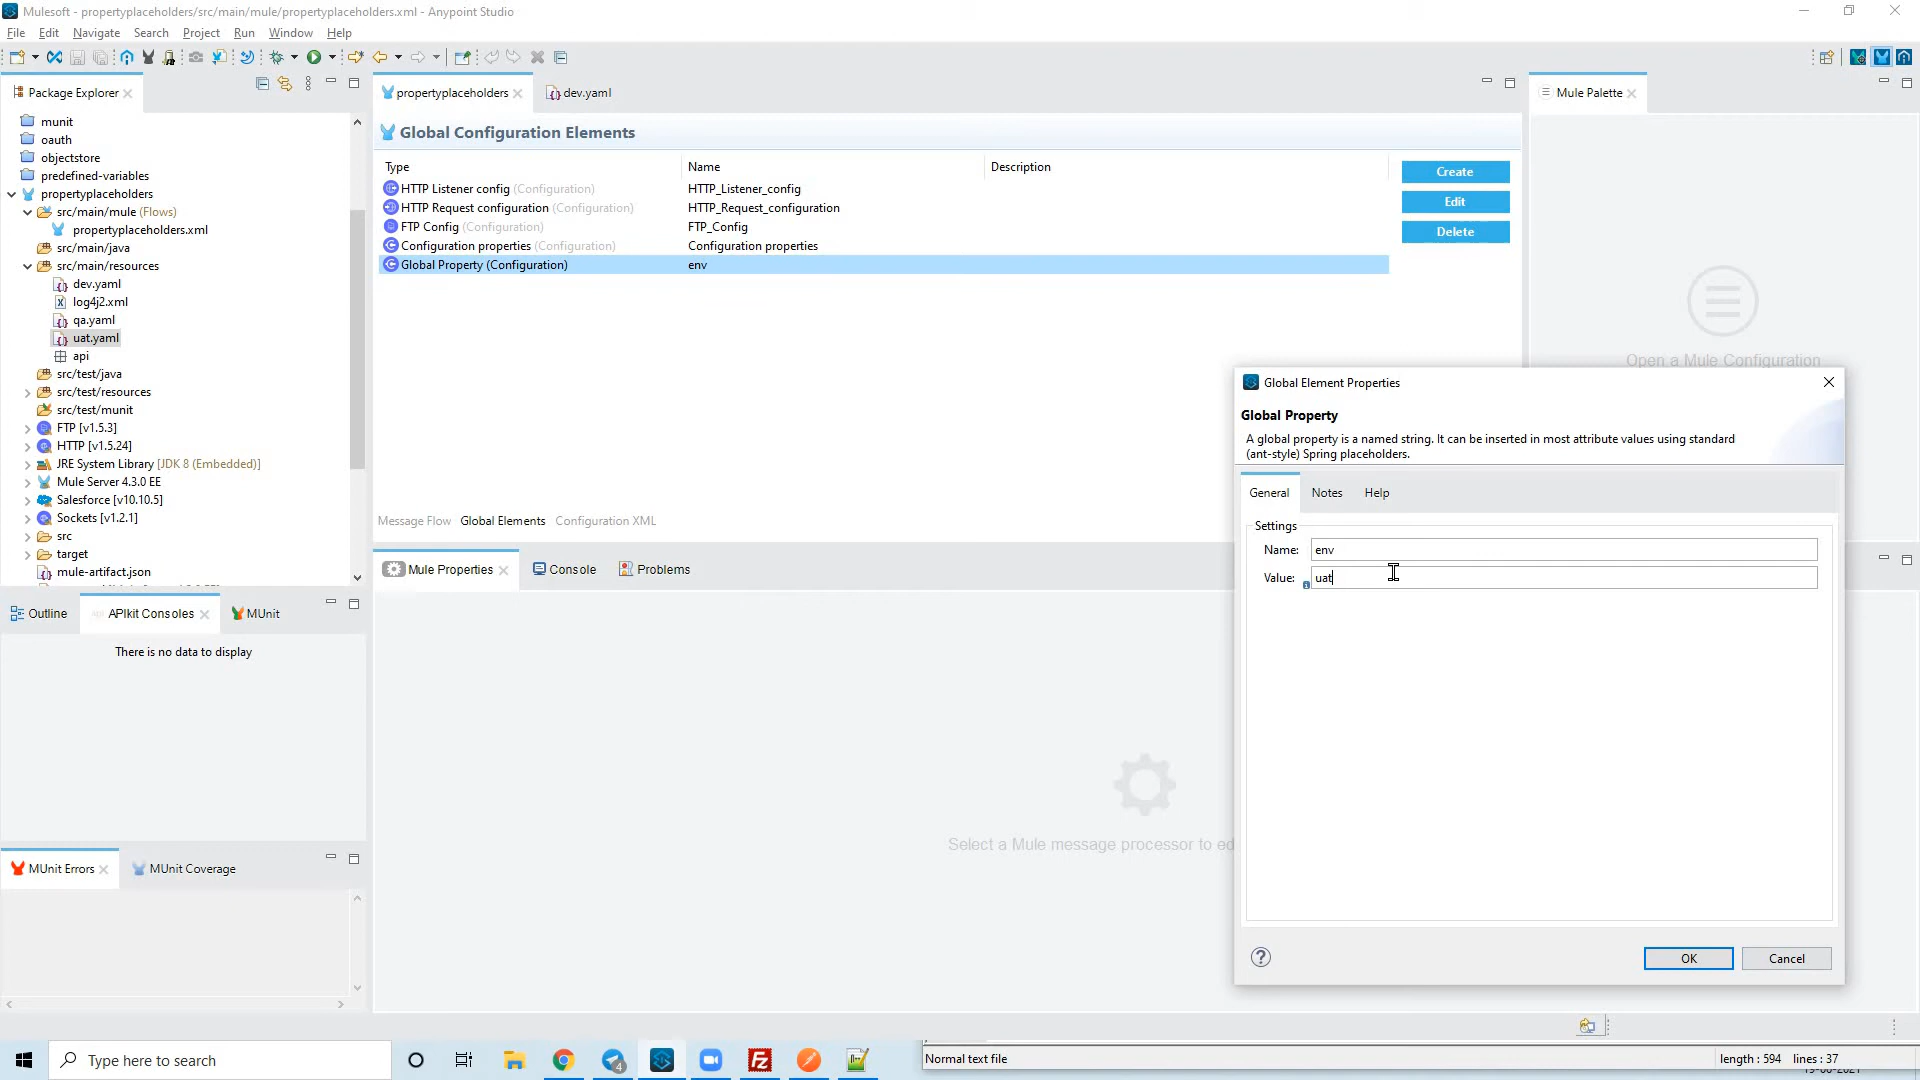 Mulesoft - propertyplaceholders/src/main/mule/propertyplaceholders.xml - Anypoint Studio
File Edit Navigate Search Project Run Window Help
Package Explorer
munit
oauth
objectstore
predefined-variables
propertyplaceholders
src/main/mule (Flows)
propertyplaceholders.xml
src/main/java
src/main/resources
dev.yaml
log4j2.xml
qa.yaml
uat.yaml
api
src/test/java
src/test/resources
src/test/munit
FTP [v1.5.3]
HTTP [v1.5.24]
JRE System Library [JDK 8 (Embedded)]
Mule Server 4.3.0 EE
Salesforce [v10.10.5]
Sockets [v1.2.1]
src
target
mule-artifact.json
Outline APIkit Consoles MUnit
There is no data to display
MUnit Errors MUnit Coverage
propertyplaceholders dev.yaml
Global Configuration Elements
Type Name Description
HTTP Listener config (Configuration) HTTP_Listener_config
HTTP Request configuration (Configuration) HTTP_Request_configuration
FTP Config (Configuration) FTP_Config
Configuration properties (Configuration) Configuration properties
Global Property (Configuration) env
Create
Edit
Delete
Message Flow Global Elements Configuration XML
Mule Properties Console Problems
Select a Mule message processor to ed
Mule Palette
Open a Mule Configuration
Global Element Properties
Global Property
A global property is a named string. It can be inserted in most attribute values using standard
(ant-style) Spring placeholders.
General Notes Help
Settings
Name: env
Value: uat
OK Cancel
Type here to search
4
Normal text file
length : 594 lines : 37